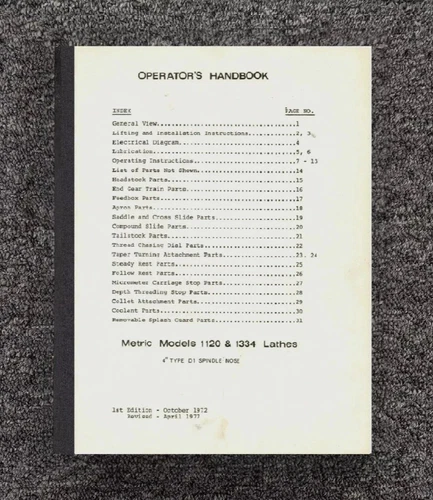 OPERATOR'S HANDBOOK
INDEX PAGE NO.
General View 1
Lifting and Installation Instructions 2, 3
Electrical Diagram 4
Lubrication 5, 6
Operating Instructions 7 - 13
List of Parts Not Shown 14
Headstock Parts 15
End Gear Train Parts 16
Feedbox Parts 17
Apron Parts 18
Saddle and Cross Slide Parts 19
Compound Slide Parts 20
Tailstock Parts 21
Thread Chasing Dial Parts 22
Taper Turning Attachment Parts 23, 24
Steady Rest Parts 25
Follow Rest Parts 26
Micrometer Carriage Stop Parts 27
Depth Threading Stop Parts 28
Collet Attachment Parts 29
Coolant Parts 30
Removable Splash Guard Parts 31
Metric Models 1120 & 1334 Lathes
4" TYPE D1 SPINDLE NOSE
1st Edition - October 1972
Revised - April 1977